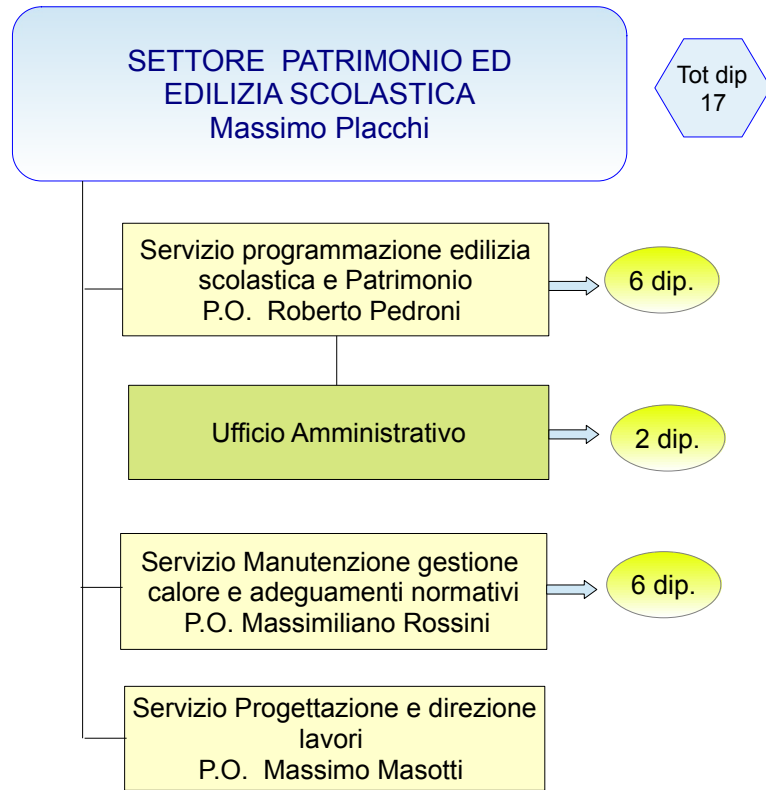 SETTORE PATRIMONIO ED
EDILIZIA SCOLASTICA
Massimo Placchi
Tot dip
17
Servizio programmazione edilizia
scolastica e Patrimonio
P.O. Roberto Pedroni
6 dip.
Ufficio Amministrativo
2 dip.
Servizio Manutenzione gestione
calore e adeguamenti normativi
P.O. Massimiliano Rossini
6 dip.
Servizio Progettazione e direzione
lavori
P.O. Massimo Masotti